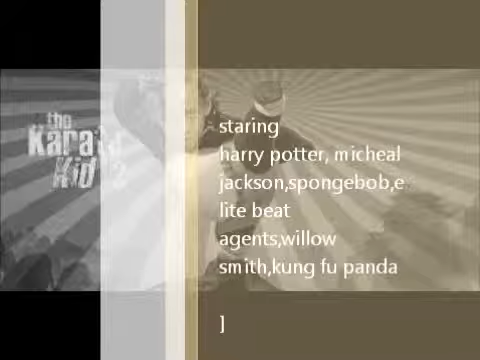 the
Karate
Kid 2
staring
harry potter, micheal
jackson,spongebob,e
lite beat
agents,willow
smith,kung fu panda
]